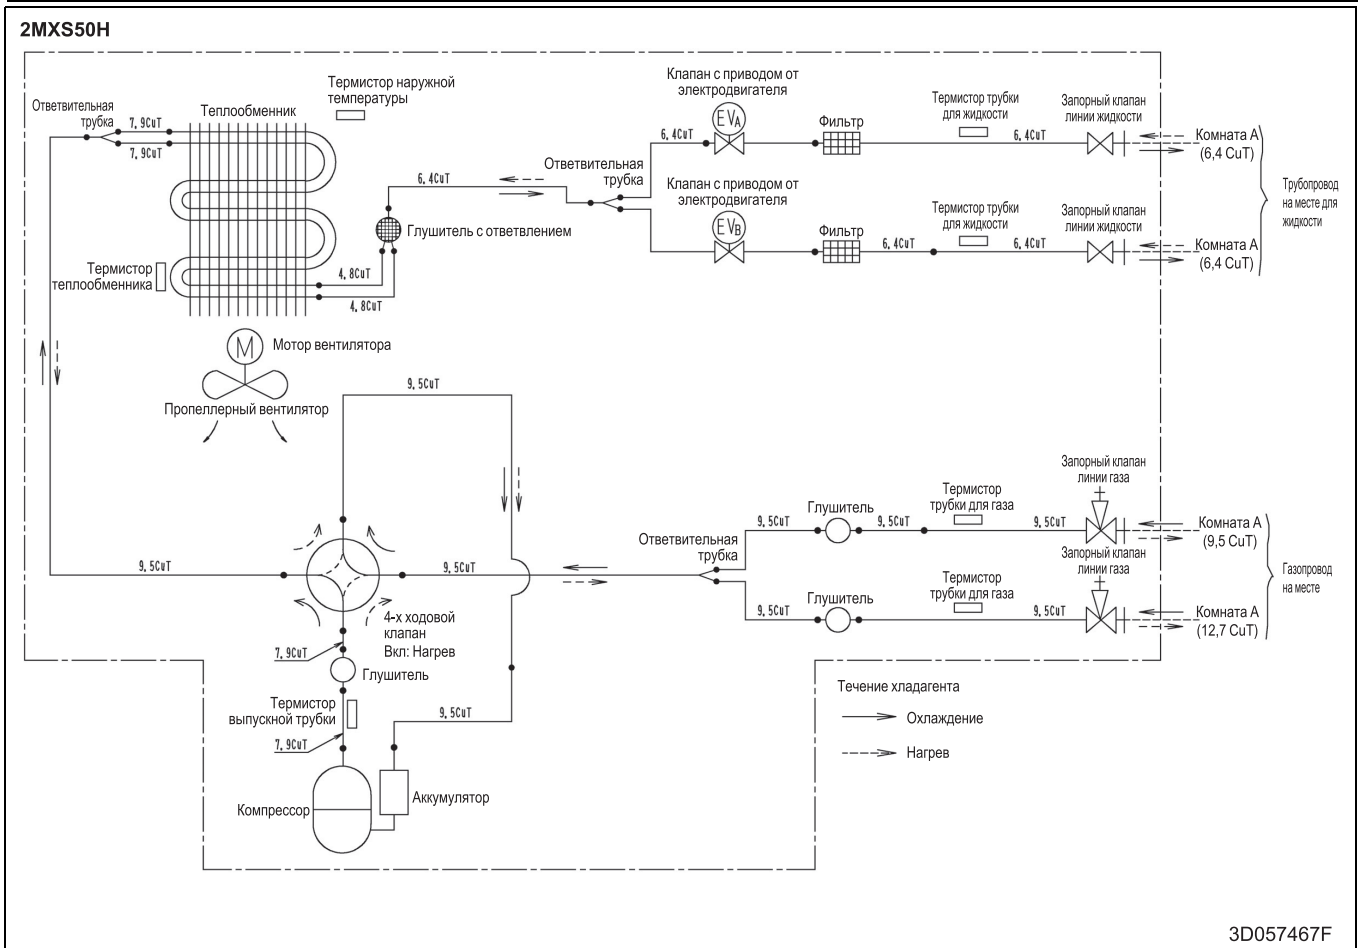 2MXS50H
Термистор наружной
температуры
Клапан с приводом от
электродвигателя
Ответвительная
трубка
7,9CuT
7,9CuT
Теплообменник
EVA
6,4CuT
Фильтр
Термистор трубки
для жидкости
6,4CuT
Запорный клапан
линии жидкости
Комната A
(6,4 CuT)
Ответвительная
трубка
6,4CuT
Клапан с приводом от
электродвигателя
EVB
Глушитель с ответвлением
Фильтр
6,4CuT
Термистор трубки
для жидкости
6,4CuT
Запорный клапан
линии жидкости
Комната A
(6,4 CuT)
Трубопровод
на месте для
жидкости
Термистор
теплообменника
4,8CuT
4,8CuT
M
Мотор вентилятора
Пропеллерный вентилятор
9,5CuT
9,5CuT
9,5CuT
4-х ходовой
клапан
Вкл: Нагрев
Ответвительная
трубка
9,5CuT
Глушитель
9,5CuT
Термистор
трубки для газа
9,5CuT
Запорный клапан
линии газа
Комната A
(9,5 CuT)
9,5CuT
Глушитель
Термистор
трубки для газа
9,5CuT
Запорный клапан
линии газа
Комната A
(12,7 CuT)
Газопровод
на месте
7,9CuT
Глушитель
Термистор
выпускной трубки
7,9CuT
9,5CuT
Компрессор
Аккумулятор
Течение хладагента
Охлаждение
Нагрев
3D057467F